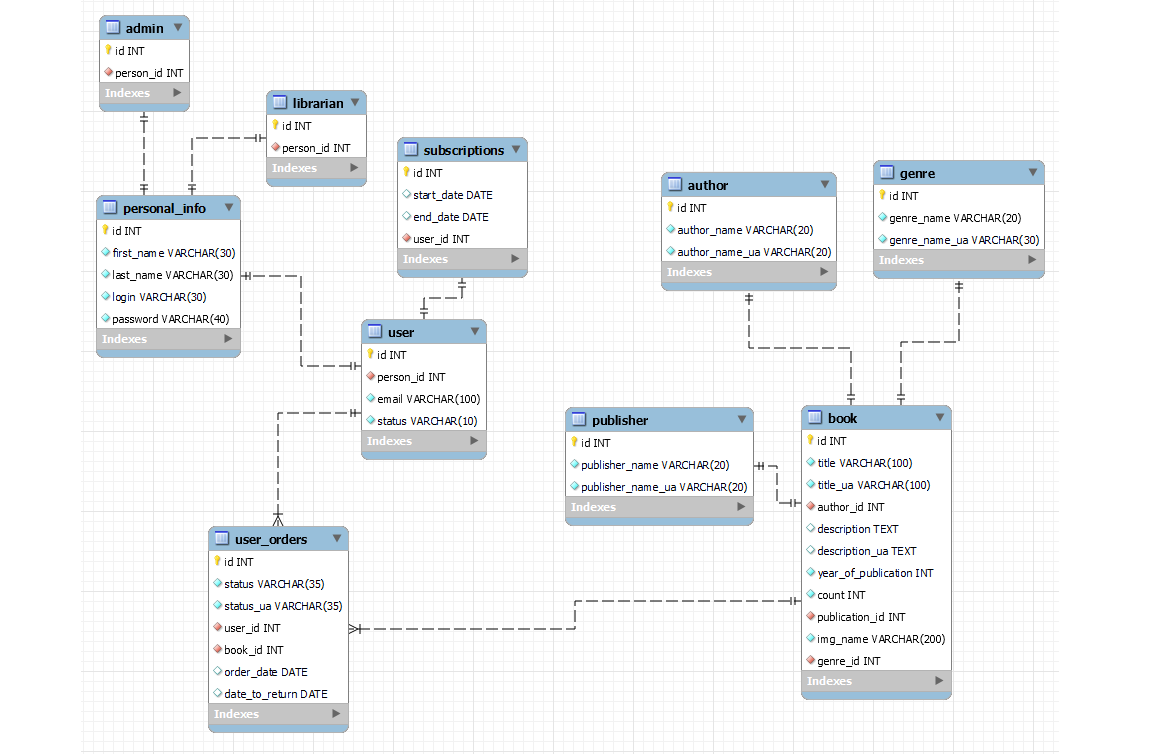 admin
id INT
person_id INT
Indexes
librarian
id INT
person_id INT
Indexes
subscriptions
id INT
start_date DATE
end_date DATE
user_id INT
Indexes
author
id INT
author_name VARCHAR(20)
author_name_ua VARCHAR(20)
Indexes
genre
id INT
genre_name VARCHAR(20)
genre_name_ua VARCHAR(30)
Indexes
personal_info
id INT
first_name VARCHAR(30)
last_name VARCHAR(30)
login VARCHAR(30)
password VARCHAR(40)
Indexes
user
id INT
person_id INT
email VARCHAR(100)
status VARCHAR(10)
Indexes
publisher
id INT
publisher_name VARCHAR(20)
publisher_name_ua VARCHAR(20)
Indexes
book
id INT
title VARCHAR(100)
title_ua VARCHAR(100)
author_id INT
description TEXT
description_ua TEXT
year_of_publication INT
count INT
publication_id INT
img_name VARCHAR(200)
genre_id INT
Indexes
user_orders
id INT
status VARCHAR(35)
status_ua VARCHAR(35)
user_id INT
book_id INT
order_date DATE
date_to_return DATE
Indexes